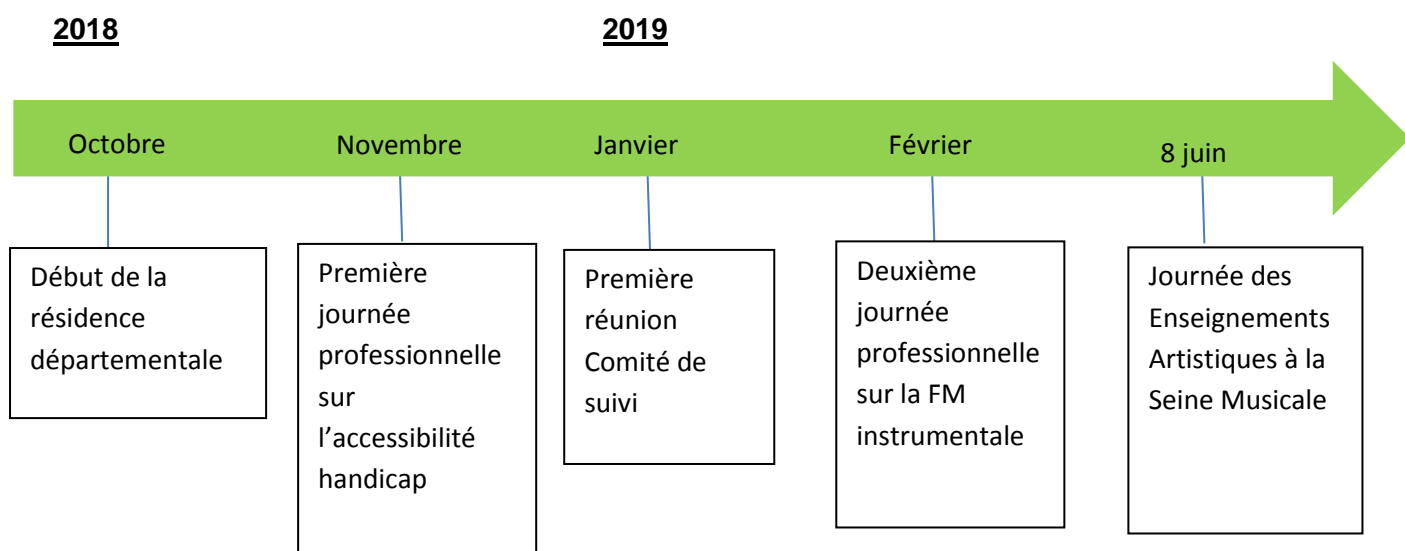 2018
2019
Octobre
Novembre
Janvier
Février
8 juin
Début de la
résidence
départementale
Première
journée
professionnelle
sur
l’accessibilité
handicap
Première
réunion
Comité de
suivi
Deuxième
journée
professionnelle
sur la FM
instrumentale
Journée des
Enseignements
Artistiques à la
Seine Musicale